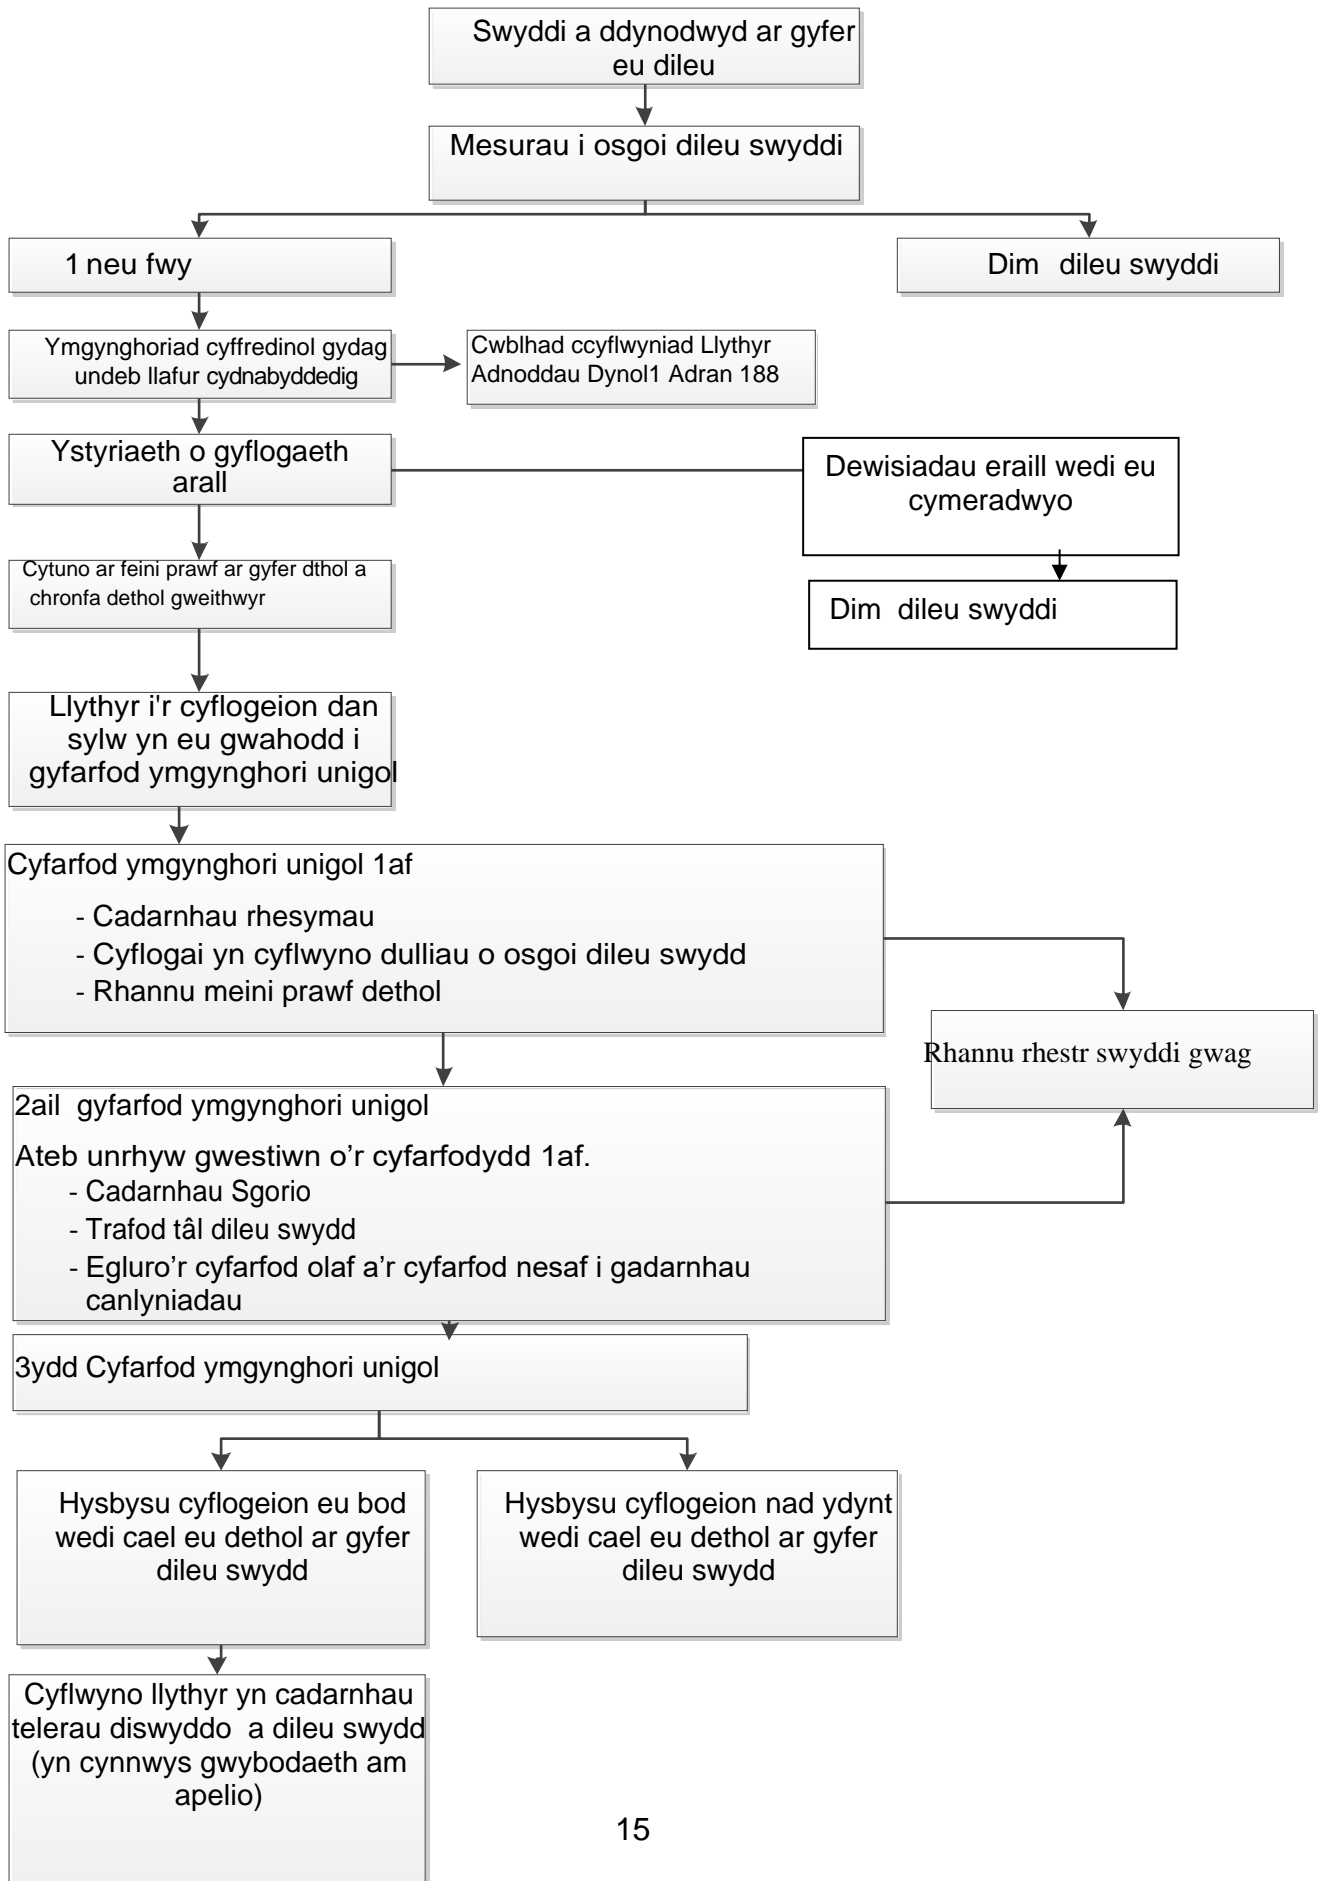 Swyddi a ddynodwyd ar gyfer
eu dileu
Mesurau i osgoi dileu swyddi
1 neu fwy
Dim dileu swyddi
Ymgynghoriad cyffredinol gydag
undeb llafur cydnabyddedig
Cwblhad ccyflwyniad Llythyr
Adnoddau Dynol1 Adran 188
Ystyriaeth o gyflogaeth
arall
Dewisiadau eraill wedi eu
cymeradwyo
Cytuno ar feini prawf ar gyfer dthol a
chronfa dethol gweithwyr
Dim dileu swyddi
Llythyr i'r cyflogeion dan
sylw yn eu gwahodd i
gyfarfod ymgynghori unigol
Cyfarfod ymgynghori unigol 1af
- Cadarnhau rhesymau
- Cyflogai yn cyflwyno dulliau o osgoi dileu swydd
- Rhannu meini prawf dethol
Rhannu rhestr swyddi gwag
2ail gyfarfod ymgynghori unigol
Ateb unrhyw gwestiwn o’r cyfarfodydd 1af.
- Cadarnhau Sgorio
- Trafod tâl dileu swydd
- Egluro’r cyfarfod olaf a’r cyfarfod nesaf i gadarnhau
canlyniadau
3ydd Cyfarfod ymgynghori unigol
Hysbysu cyflogeion eu bod
wedi cael eu dethol ar gyfer
dileu swydd
Hysbysu cyflogeion nad ydynt
wedi cael eu dethol ar gyfer
dileu swydd
Cyflwyno llythyr yn cadarnhau
telerau diswyddo a dileu swydd
(yn cynnwys gwybodaeth am
apelio)
15